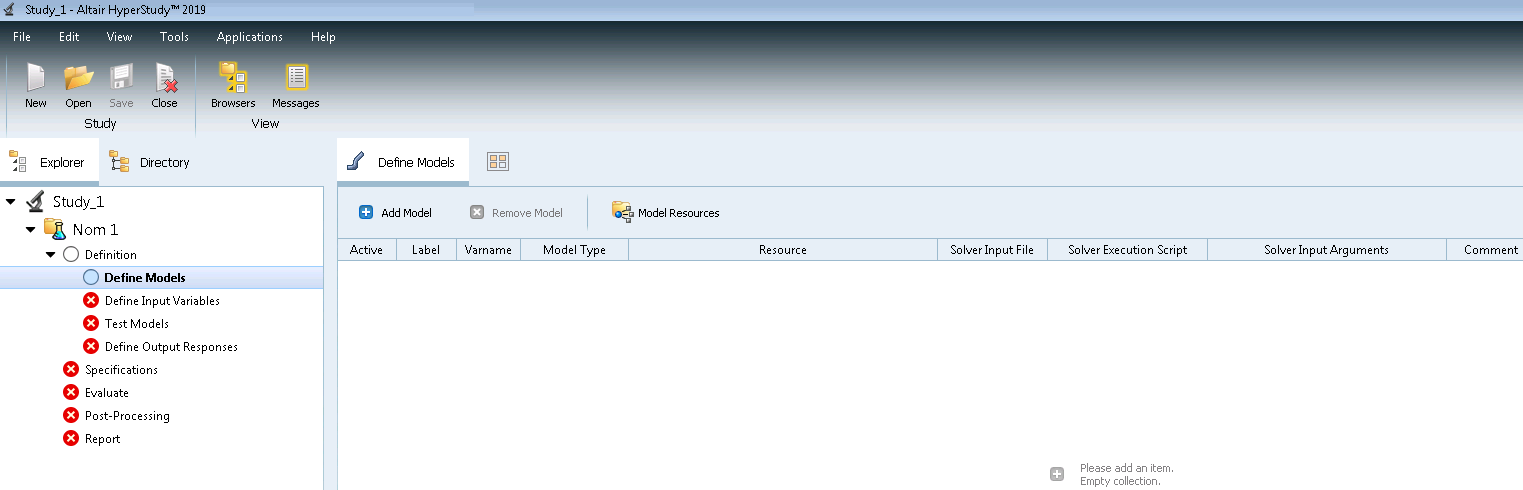 Study_1 - Altair HyperStudy™ 2019
File Edit View Tools Applications Help
New Open Save Close Browsers Messages
Study View
Explorer Directory Define Models
Study_1
Add Model Remove Model Model Resources
Nom 1
Active Label Varname Model Type Resource Solver Input File Solver Execution Script Solver Input Arguments Comment
Definition
Define Models
Define Input Variables
Test Models
Define Output Responses
Specifications
Evaluate
Post-Processing
Report
Please add an item.
Empty collection.